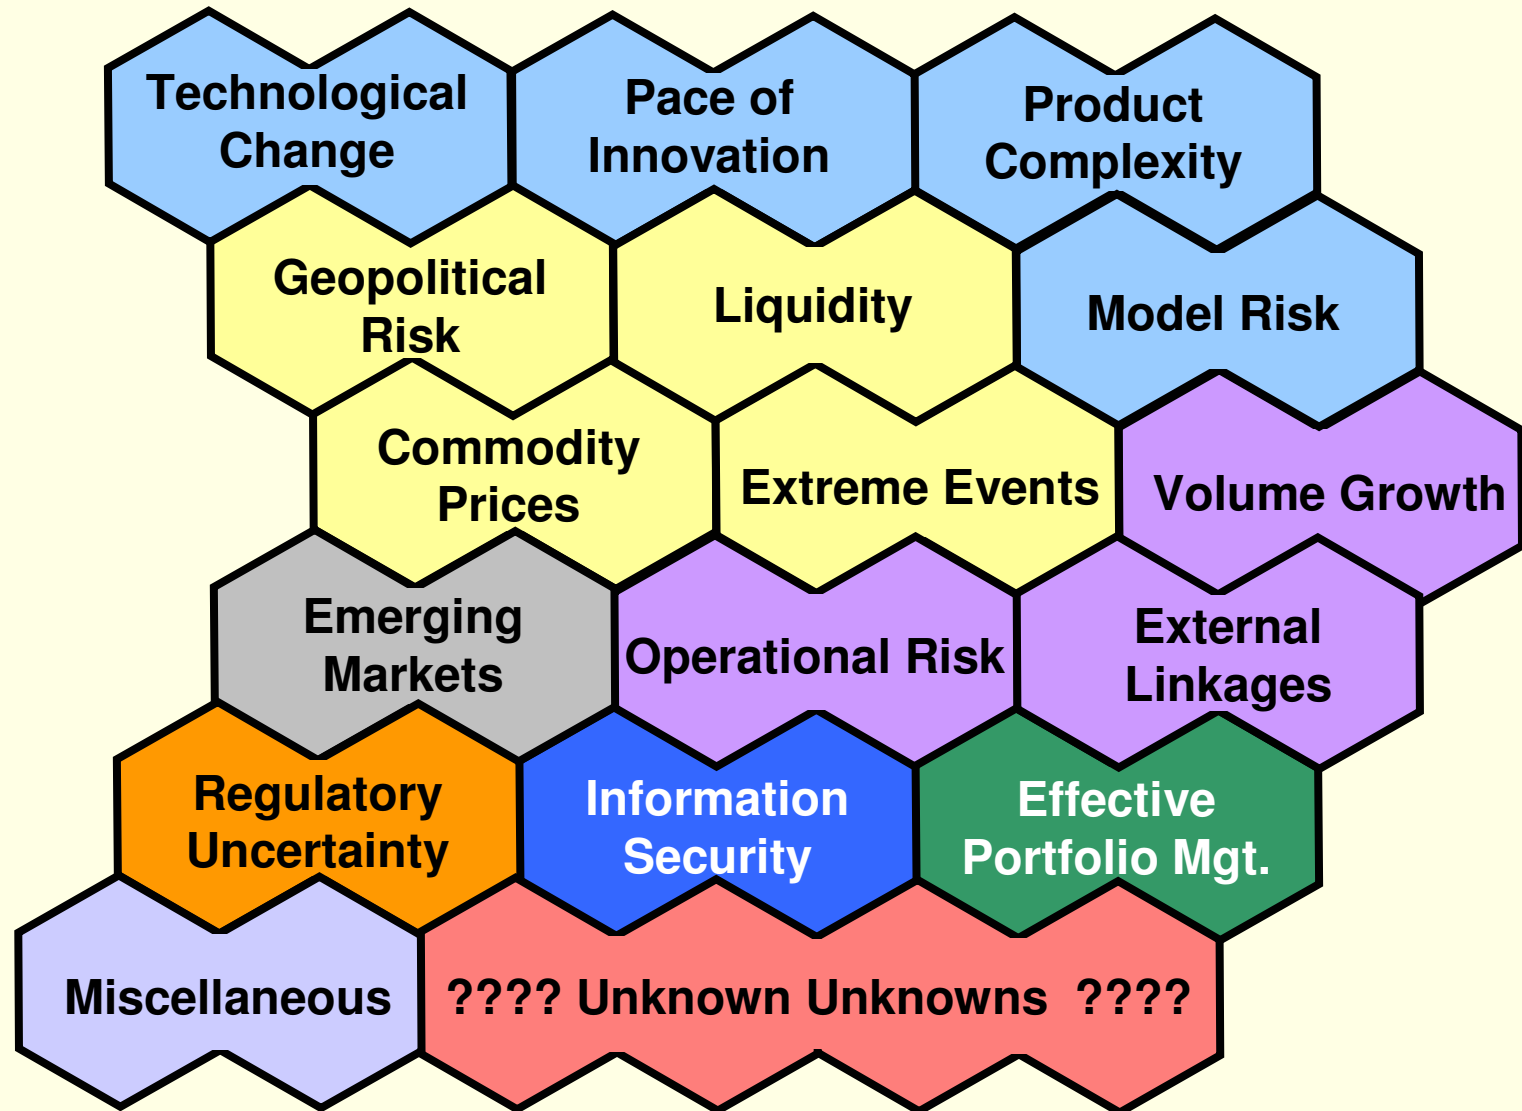 Technological
Change
Pace of
Innovation
Product
Complexity
Geopolitical
Risk
Liquidity
Model Risk
Commodity
Prices
Extreme Events
Volume Growth
Emerging
Markets
Operational Risk
External
Linkages
Regulatory
Uncertainty
Information
Security
Effective
Portfolio Mgt.
Miscellaneous
???? Unknown Unknowns ????